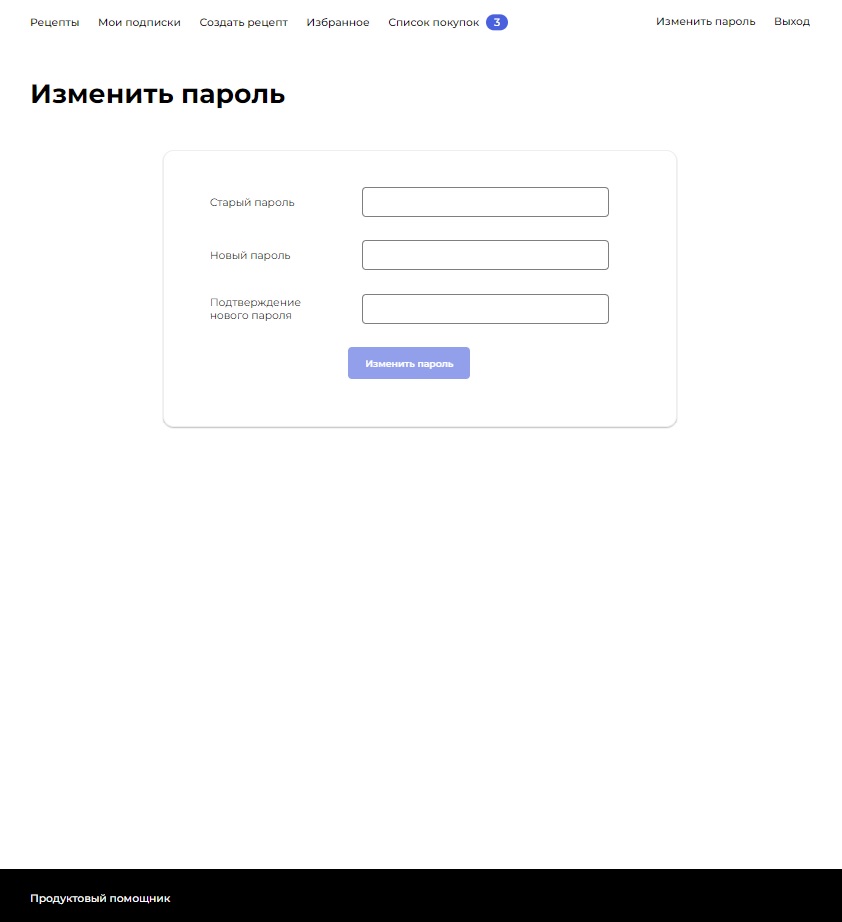 Рецепты Мои подписки Создать рецепт Избранное Список покупок 3 Изменить пароль Выход
Изменить пароль
Старый пароль
Новый пароль
Подтверждение
нового пароля
Изменить пароль
Продуктовый помощник